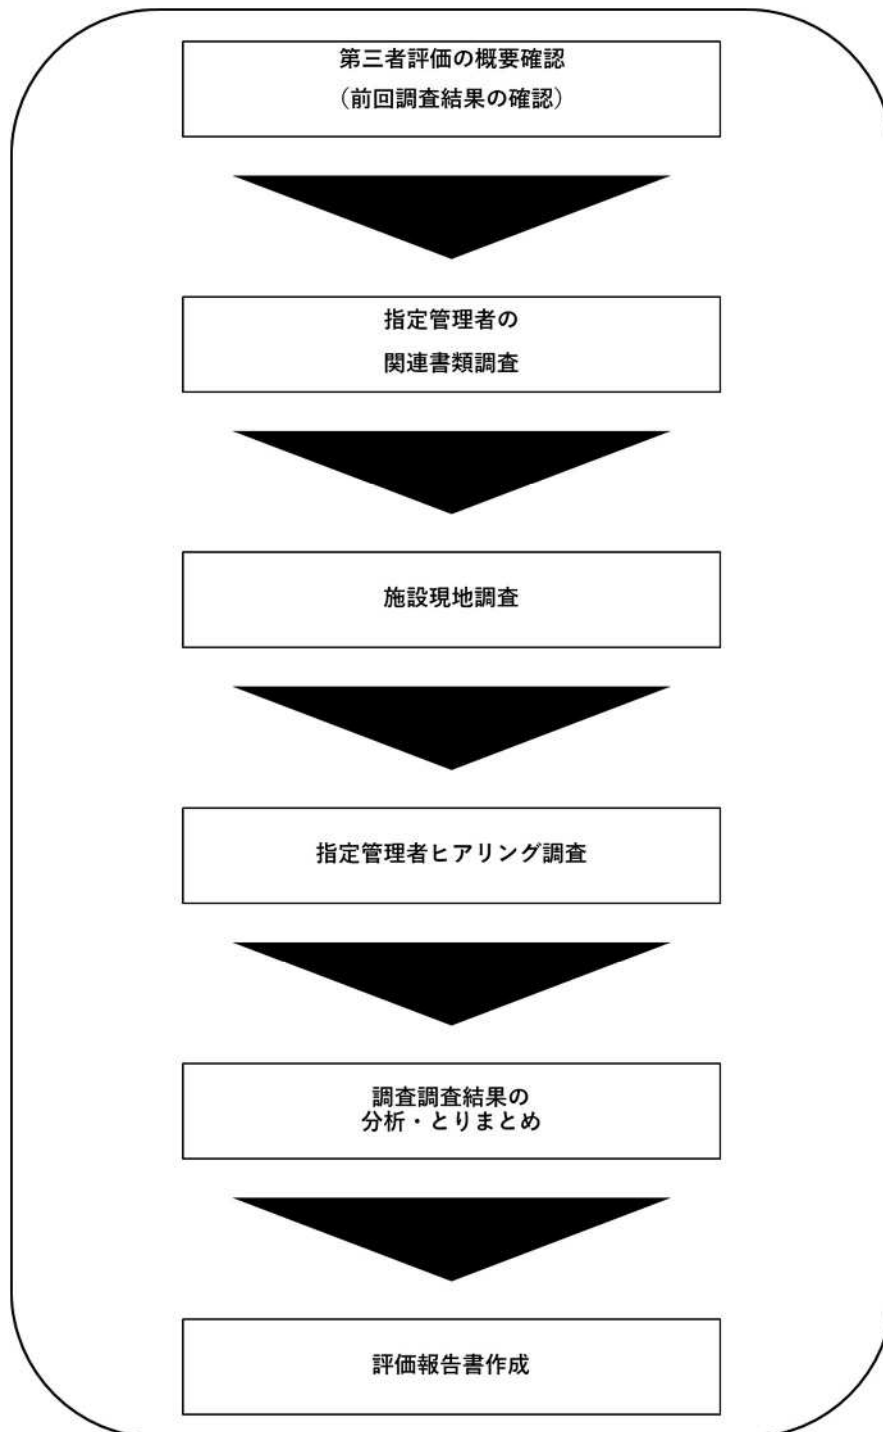 第三者評価の概要確認
（前回調査結果の確認）
指定管理者の
関連書類調査
施設現地調査
指定管理者ヒアリング調査
調査調査結果の
分析・とりまとめ
評価報告書作成